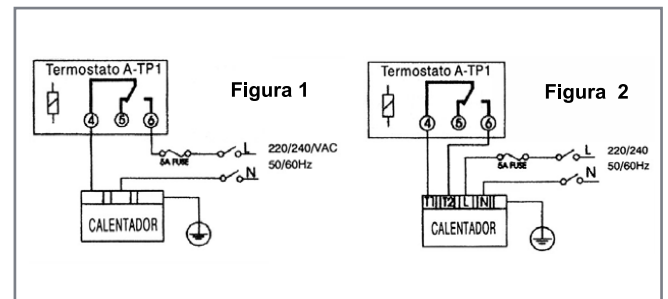 Termostato A-TP1
Figura 1
4 5 6
L 220/240/VAC
5A FUSE 50/60Hz
N
CALENTADOR
Termostato A-TP1
Figura 2
4 5 6
L 220/240
5A FUSE 50/60Hz
N
T1 T2 L N
CALENTADOR